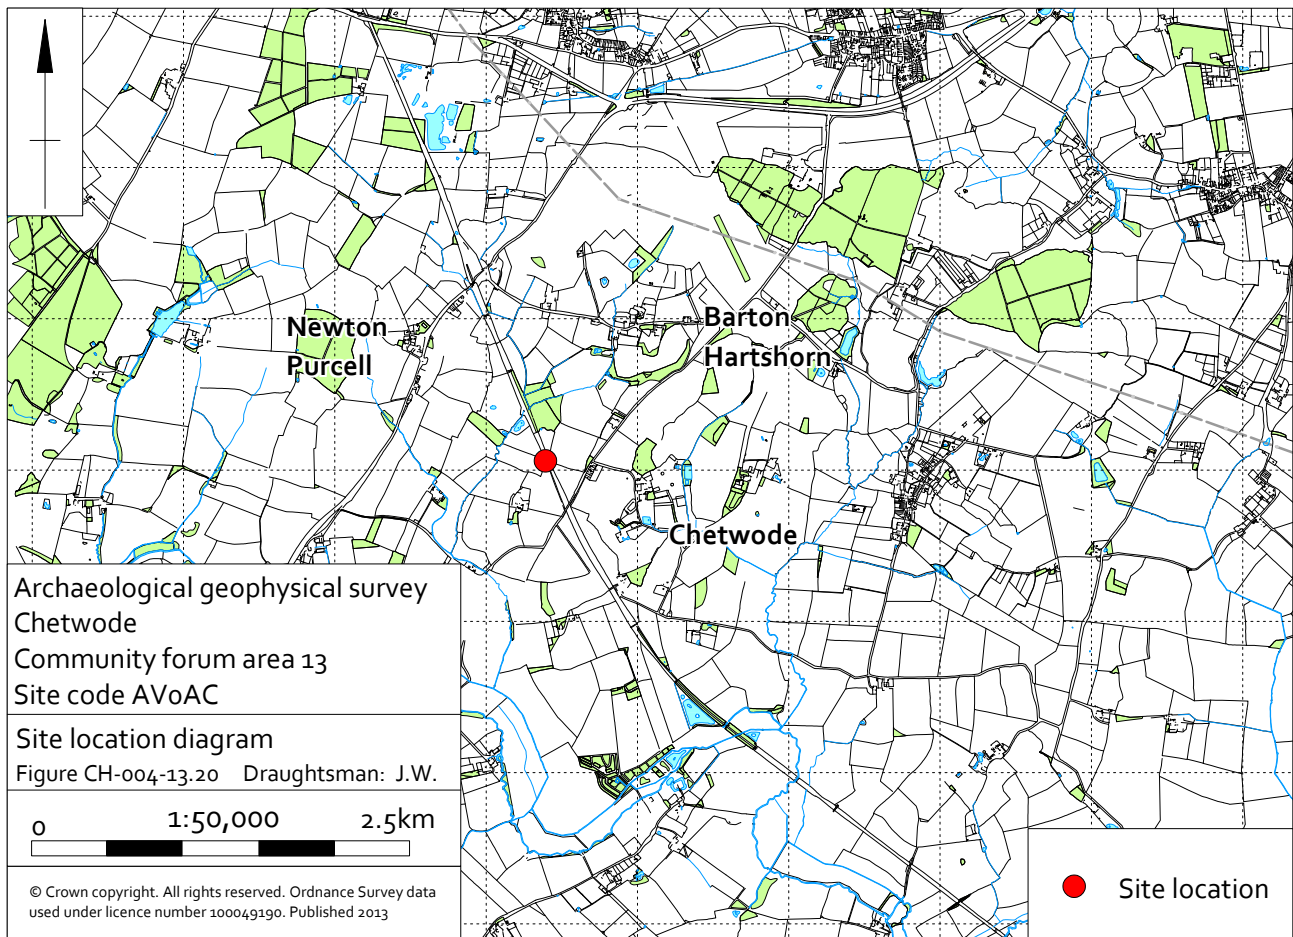 Newton
Purcell
Barton
Hartshorn
Chetwode
Archaeological geophysical survey
Chetwode
Community forum area 13
Site code AV0AC
Site location diagram
Figure CH-004-13.20 Draughtsman: J.W.
0 1:50,000 2.5km
© Crown copyright. All rights reserved. Ordnance Survey data
used under licence number 100049190. Published 2013
Site location